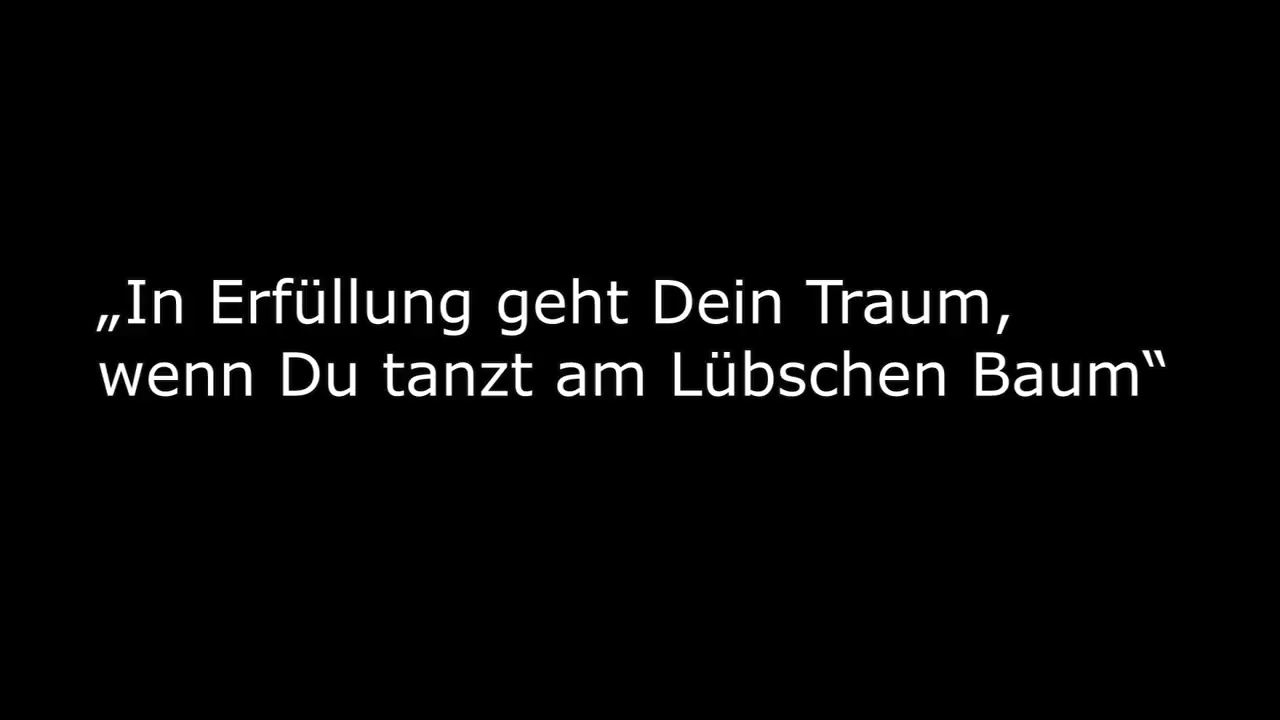 „In Erfüllung geht Dein Traum,
wenn Du tanzt am Lübschen Baum“